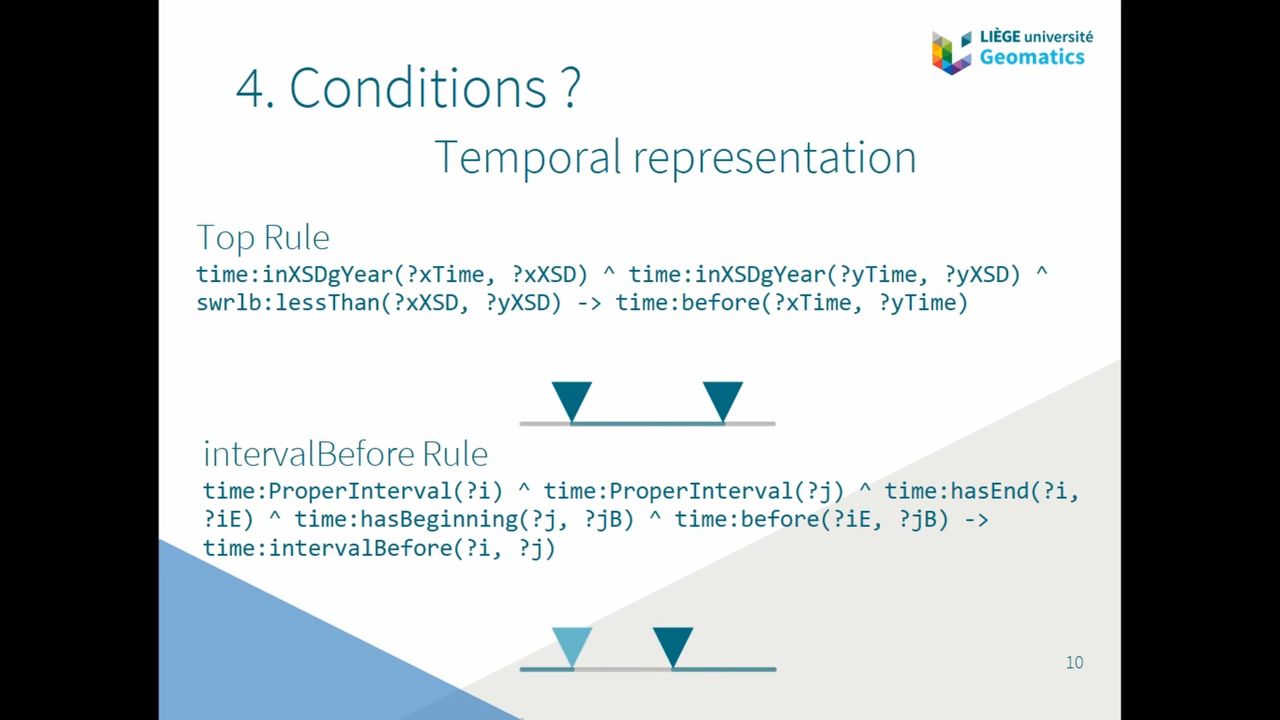 LIÈGE université
Geomatics
4. Conditions ?
Temporal representation
Top Rule
time:inXSDgYear(?xTime, ?xXSD) ^ time:inXSDgYear(?yTime, ?yXSD) ^
swrlb:lessThan(?xXSD, ?yXSD) -> time:before(?xTime, ?yTime)
intervalBefore Rule
time:ProperInterval(?i) ^ time:ProperInterval(?j) ^ time:hasEnd(?i,
?iE) ^ time:hasBeginning(?j, ?jB) ^ time:before(?iE, ?jB) ->
time:intervalBefore(?i, ?j)
10